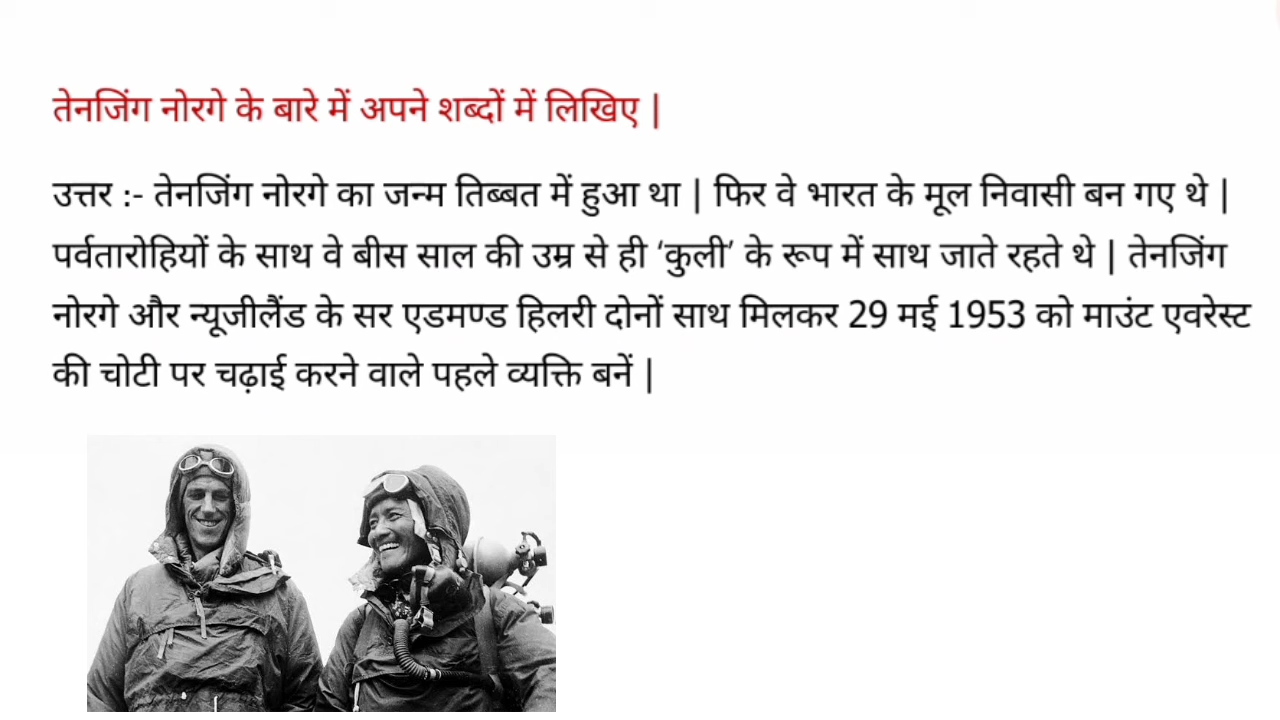 तेनजिंग नोरगे के बारे में अपने शब्दों में लिखिए |
उत्तर :- तेनजिंग नोरगे का जन्म तिब्बत में हुआ था | फिर वे भारत के मूल निवासी बन गए थे |
पर्वतारोहियों के साथ वे बीस साल की उम्र से ही ‘कुली’ के रूप में साथ जाते रहते थे | तेनजिंग
नोरगे और न्यूजीलैंड के सर एडमण्ड हिलरी दोनों साथ मिलकर 29 मई 1953 को माउंट एवरेस्ट
की चोटी पर चढ़ाई करने वाले पहले व्यक्ति बनें |